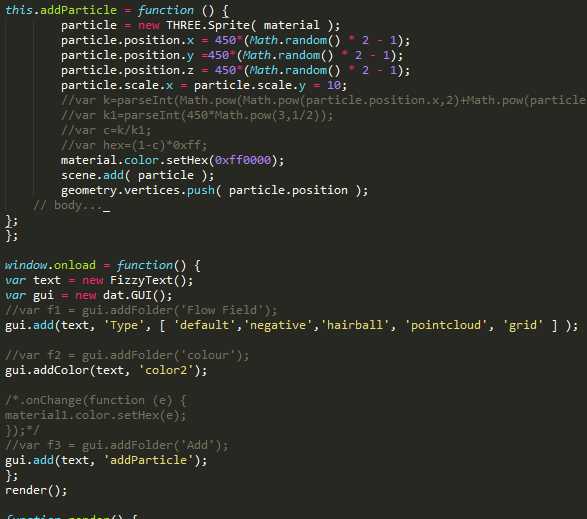 this.addParticle = function () {
particle = new THREE.Sprite( material );
particle.position.x = 450*(Math.random() * 2 - 1);
particle.position.y =450*(Math.random() * 2 - 1);
particle.position.z = 450*(Math.random() * 2 - 1);
particle.scale.x = particle.scale.y = 10;
//var k=parseInt(Math.pow(Math.pow(particle.position.x,2)+Math.pow(particle
//var k1=parseInt(450*Math.pow(3,1/2));
//var c=k/k1;
//var hex=(1-c)*0xff;
material.color.setHex(0xff0000);
scene.add( particle );
geometry.vertices.push( particle.position );
// body..._
};
};
window.onload = function() {
var text = new FizzyText();
var gui = new dat.GUI();
//var f1 = gui.addFolder('Flow Field');
gui.add(text, 'Type', [ 'default','negative','hairball', 'pointcloud', 'grid' ] );
//var f2 = gui.addFolder('colour');
gui.addColor(text, 'color2');
/*.onChange(function (e) {
material1.color.setHex(e);
});*/
//var f3 = gui.addFolder('Add');
gui.add(text, 'addParticle');
};
render();
function render() {